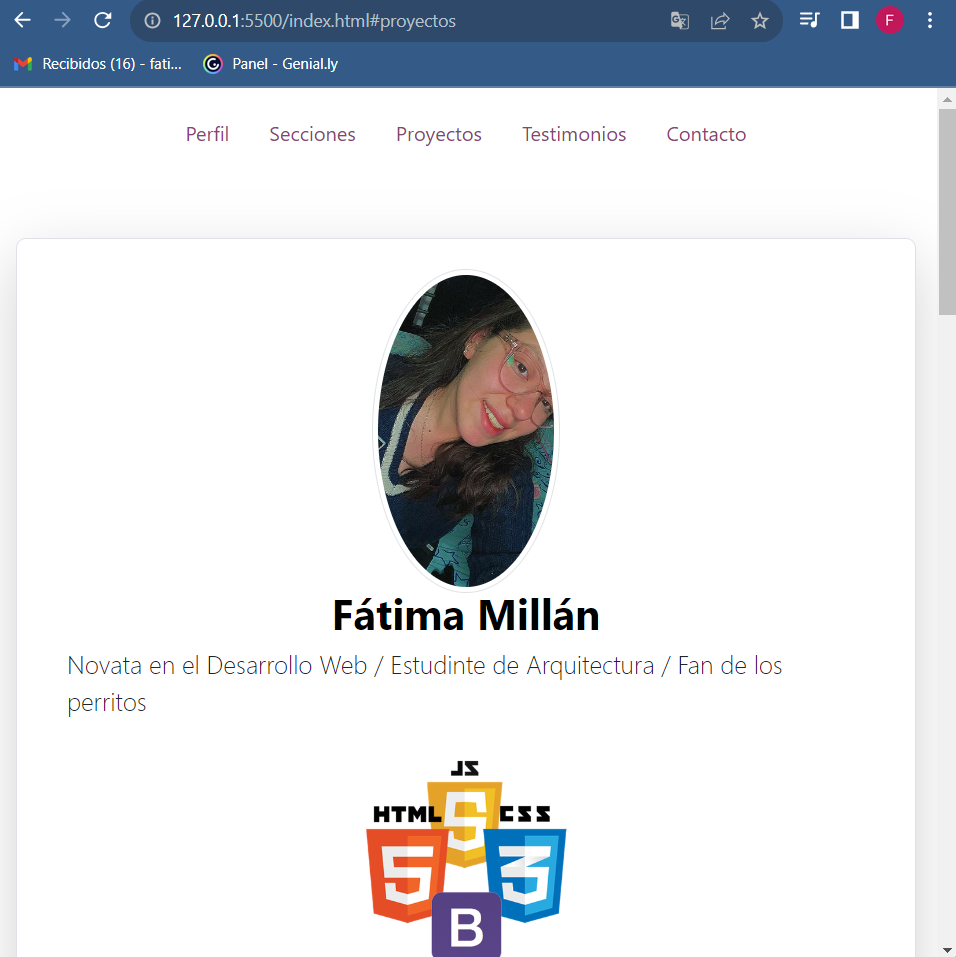 127.0.0.1:5500/index.html#proyectos
F
Recibidos (16) - fati...
Panel - Genial.ly
Perfil Secciones Proyectos Testimonios Contacto
Fátima Millán
Novata en el Desarrollo Web / Estudinte de Arquitectura / Fan de los
perritos
JS
HTML CSS
5 3
B